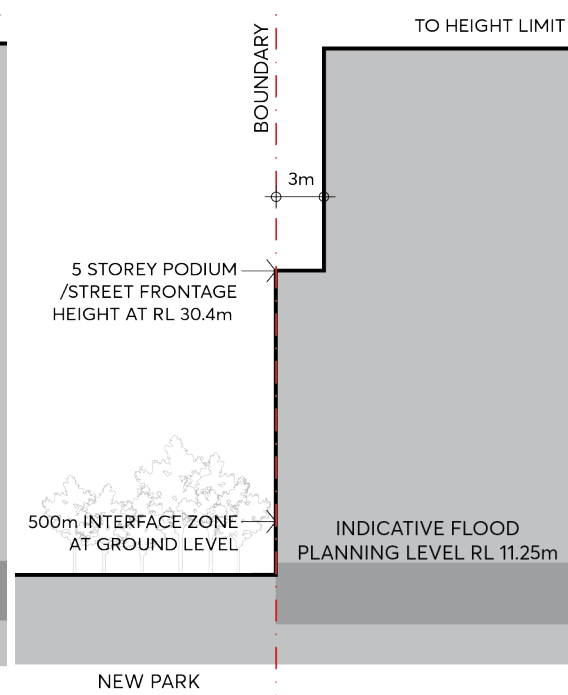 TO HEIGHT LIMIT
BOUNDARY
3m
5 STOREY PODIUM
/STREET FRONTAGE
HEIGHT AT RL 30.4m
500m INTERFACE ZONE
AT GROUND LEVEL
INDICATIVE FLOOD
PLANNING LEVEL RL 11.25m
NEW PARK